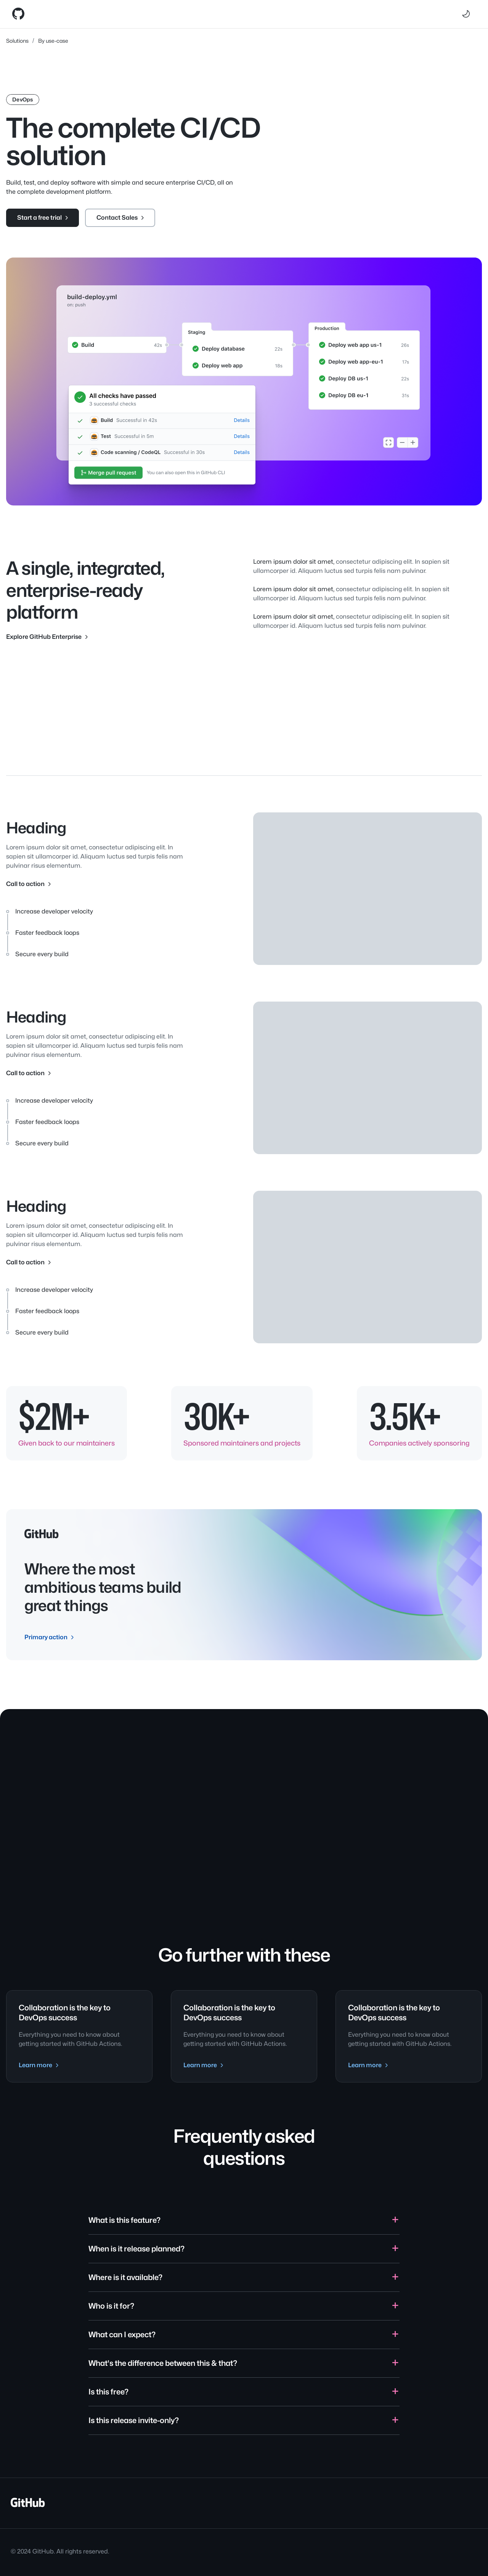 Solutions / By use case
DevOps
The complete CI/CD
solution
Build, test, and deploy software with simple and secure enterprise CI/CD, all on
the complete development platform.
Start a free trial
Contact Sales
build-deploy.yml
on: push
Build 42s
Staging
Deploy database 22s
Deploy web app 19s
Production
Deploy web app us-1 26s
Deploy web app-eu-1 17s
Deploy DB us-1 22s
Deploy DB eu-1 31s
All checks have passed
3 successful checks
Build Successful in 42s Details
Test Successful in 5m Details
Code scanning / CodeQL Successful in 30s Details
Merge pull request You can also open this in GitHub CLI
A single, integrated,
enterprise-ready
platform
Explore GitHub Enterprise
Lorem ipsum dolor sit amet, consectetur adipiscing elit. In sapien sit
ullamcorper id. Aliquam luctus sed turpis felis nam pulvinar.
Lorem ipsum dolor sit amet, consectetur adipiscing elit. In sapien sit
ullamcorper id. Aliquam luctus sed turpis felis nam pulvinar.
Lorem ipsum dolor sit amet, consectetur adipiscing elit. In sapien sit
ullamcorper id. Aliquam luctus sed turpis felis nam pulvinar.
Heading
Lorem ipsum dolor sit amet, consectetur adipiscing elit. In
sapien sit ullamcorper id. Aliquam luctus sed turpis felis nam
pulvinar risus elementum.
Call to action
Increase developer velocity
Faster feedback loops
Secure every build
Heading
Lorem ipsum dolor sit amet, consectetur adipiscing elit. In
sapien sit ullamcorper id. Aliquam luctus sed turpis felis nam
pulvinar risus elementum.
Call to action
Increase developer velocity
Faster feedback loops
Secure every build
Heading
Lorem ipsum dolor sit amet, consectetur adipiscing elit. In
sapien sit ullamcorper id. Aliquam luctus sed turpis felis nam
pulvinar risus elementum.
Call to action
Increase developer velocity
Faster feedback loops
Secure every build
$2M+
Given back to our maintainers
30K+
Sponsored maintainers and projects
3.5K+
Companies actively sponsoring
GitHub
Where the most
ambitious teams build
great things
Primary action
Go further with these
Collaboration is the key to
DevOps success
Everything you need to know about
getting started with GitHub Actions.
Learn more
Collaboration is the key to
DevOps success
Everything you need to know about
getting started with GitHub Actions.
Learn more
Collaboration is the key to
DevOps success
Everything you need to know about
getting started with GitHub Actions.
Learn more
Frequently asked
questions
What is this feature?
When is it release planned?
Where is it available?
Who is it for?
What can I expect?
What's the difference between this & that?
Is this free?
Is this release invite-only?
GitHub
© 2024 GitHub. All rights reserved.